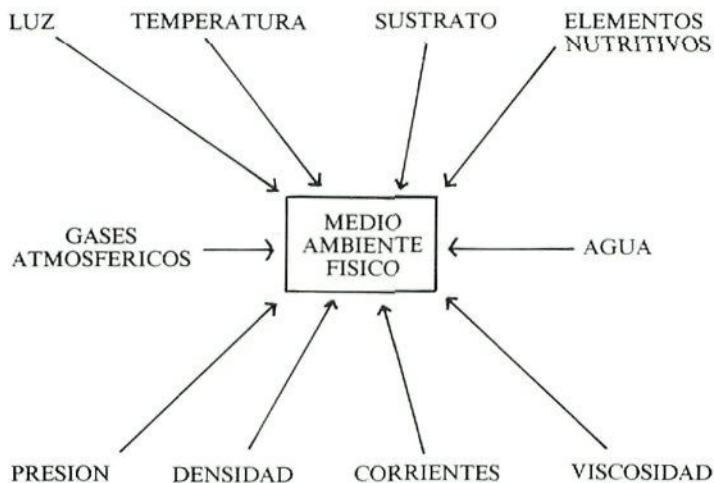 LUZ TEMPERATURA SUSTRATO ELEMENTOS
NUTRITIVOS
GASES
ATMOSFERICOS
MEDIO
AMBIENTE
FISICO
AGUA
PRESION DENSIDAD CORRIENTES VISCOSIDAD